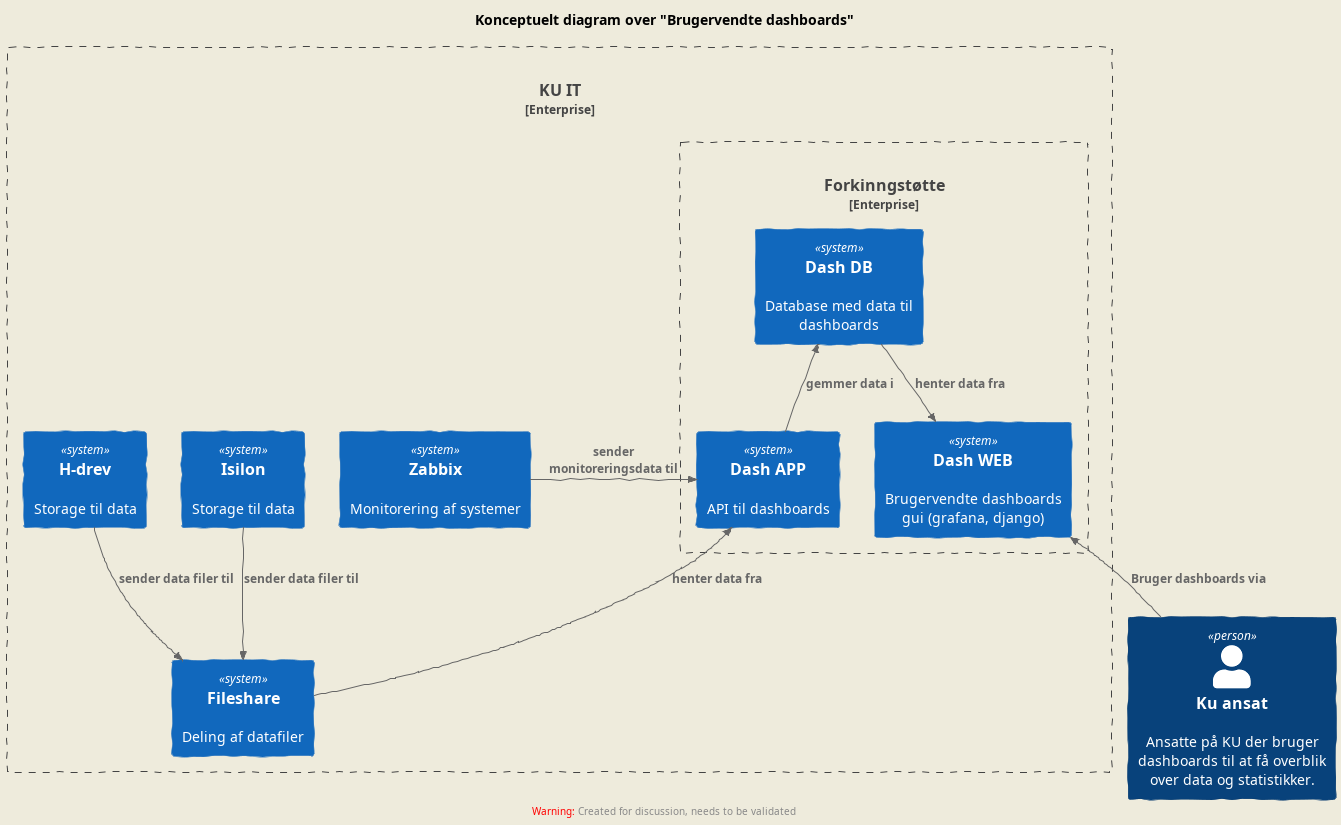 Konceptuelt diagram over "Brugervendte dashboards"
KU IT
[Enterprise]
Forkinngstøtte
[Enterprise]
«system»
Dash DB
Database med data til
dashboards
gemmer data i
henter data fra
«system»
H-drev
Storage til data
«system»
Isilon
Storage til data
«system»
Zabbix
Monitorering af systemer
sender
monitoreringsdata til
«system»
Dash APP
API til dashboards
«system»
Dash WEB
Brugervendte dashboards
gui (grafana, django)
sender data filer til
sender data filer til
henter data fra
Bruger dashboards via
«system»
Fileshare
Deling af datafiler
«person»
Ku ansat
Ansatte på KU der bruger
dashboards til at få overblik
over data og statistikker.
Warning: Created for discussion, needs to be validated